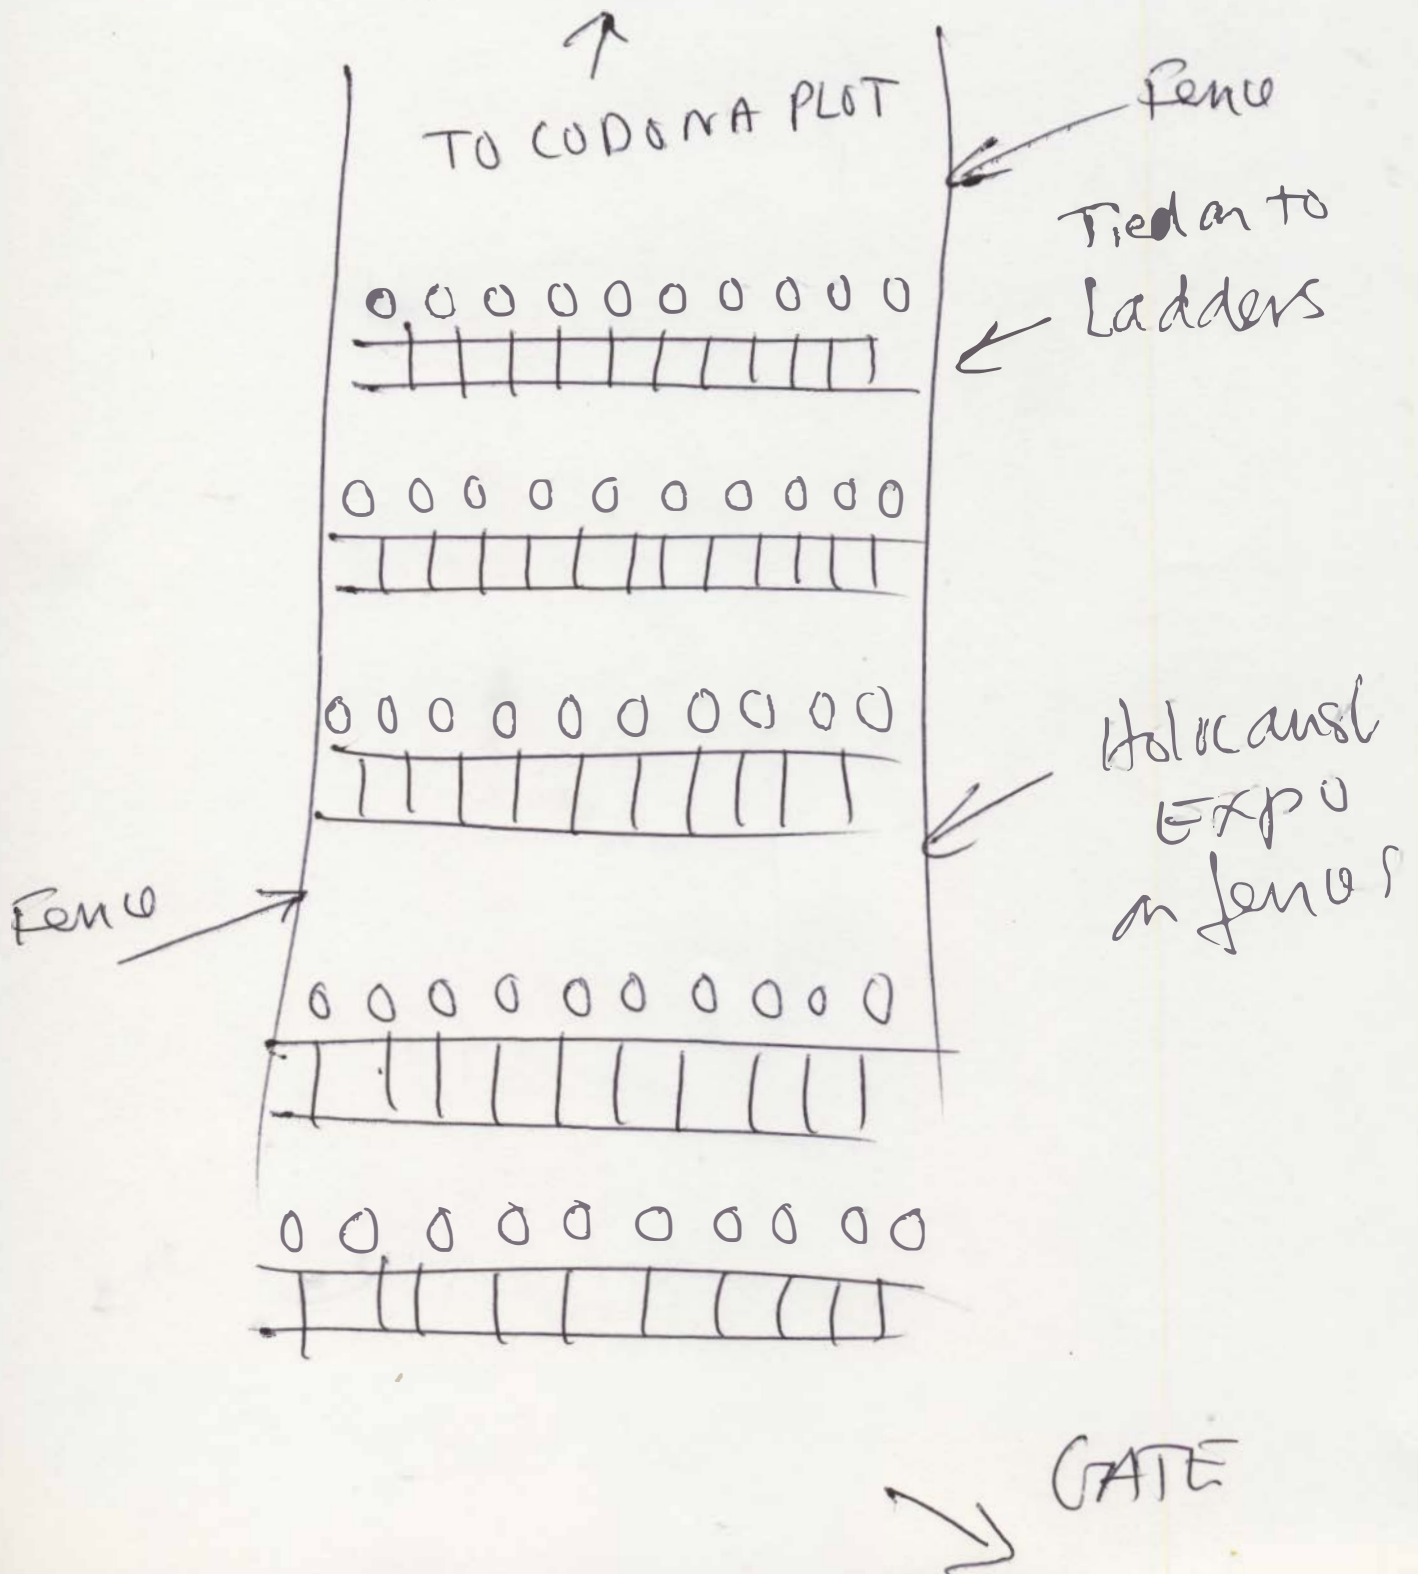 TO CODONA PLOT
Fence
Tied on to
Ladders
Holocaust
Expo
on fences
Fence
GATE